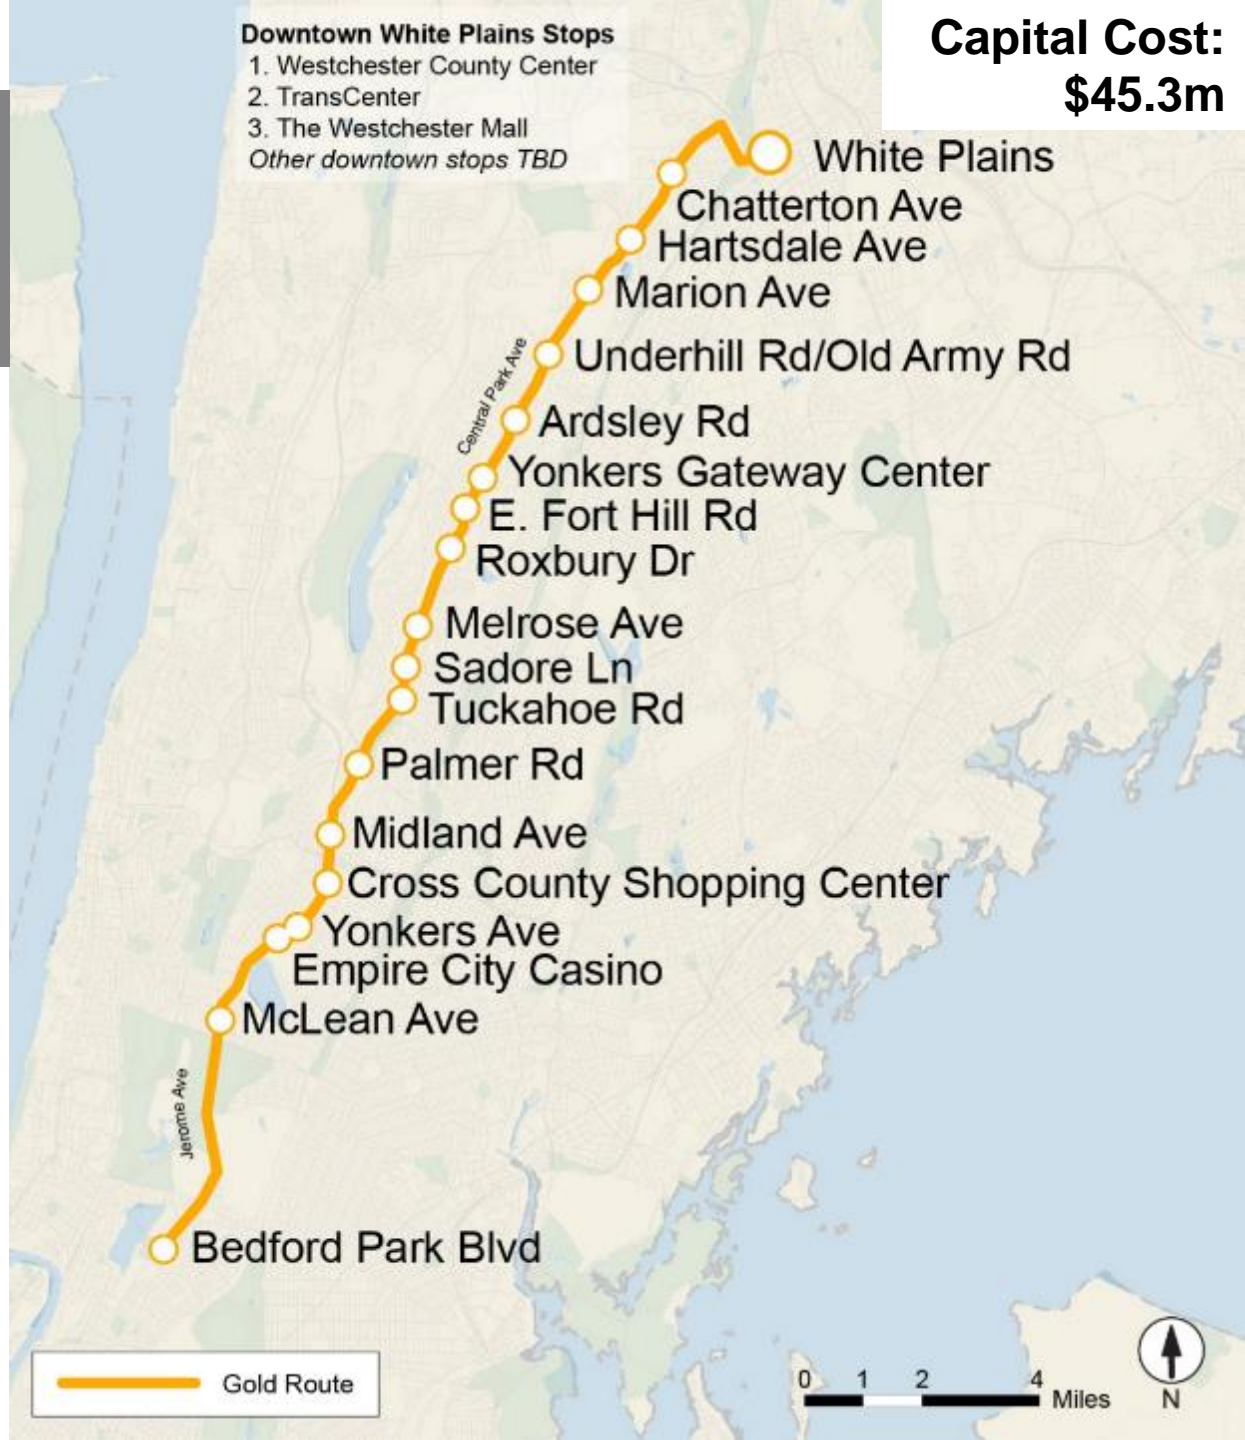 Capital Cost:
$45.3m
Downtown White Plains Stops
1. Westchester County Center
2. TransCenter
3. The Westchester Mall
Other downtown stops TBD
White Plains
Chatterton Ave
Hartsdale Ave
Marion Ave
Underhill Rd/Old Army Rd
Central Park Ave
Ardsley Rd
Yonkers Gateway Center
E. Fort Hill Rd
Roxbury Dr
Melrose Ave
Sadore Ln
Tuckahoe Rd
Palmer Rd
Midland Ave
Cross County Shopping Center
Yonkers Ave
Empire City Casino
McLean Ave
Jerome Ave
Bedford Park Blvd
Gold Route
0 1 2 4
Miles
N